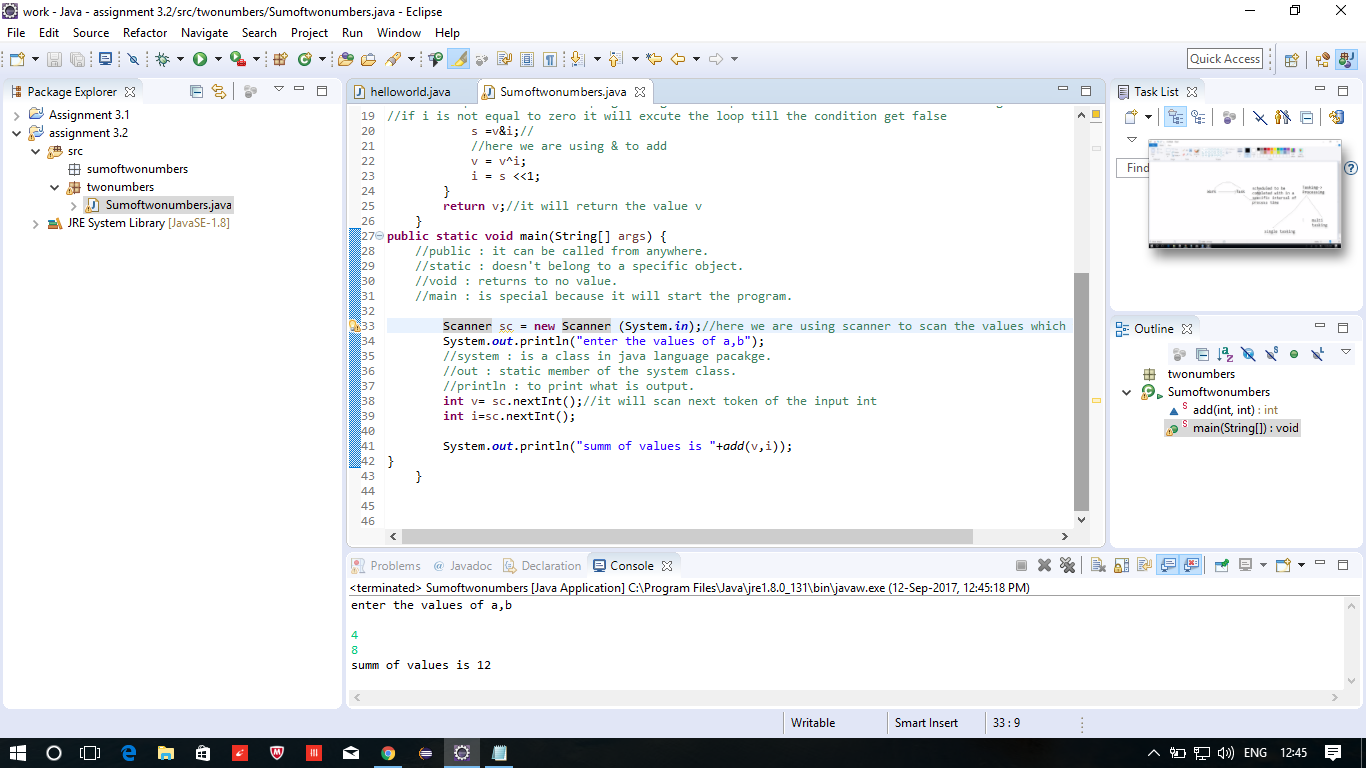 work - Java - assignment 3.2/src/twonumbers/Sumoftwonumbers.java - Eclipse
File Edit Source Refactor Navigate Search Project Run Window Help
Quick Access
Package Explorer
Assignment 3.1
assignment 3.2
src
sumoftwonumbers
twonumbers
Sumoftwonumbers.java
JRE System Library [JavaSE-1.8]
helloworld.java
Sumoftwonumbers.java
19 //if i is not equal to zero it will excute the loop till the condition get false
20 s =v&i;//
21 //here we are using & to add
22 v = v^i;
23 i = s <<1;
24 }
25 return v;//it will return the value v
26 }
27 public static void main(String[] args) {
28 //public : it can be called from anywhere.
29 //static : doesn't belong to a specific object.
30 //void : returns to no value.
31 //main : is special because it will start the program.
32
33 Scanner sc = new Scanner (System.in);//here we are using scanner to scan the values which
34 System.out.println("enter the values of a,b");
35 //system : is a class in java language pacakge.
36 //out : static member of the system class.
37 //println : to print what is output.
38 int v= sc.nextInt();//it will scan next token of the input int
39 int i=sc.nextInt();
40
41 System.out.println("summ of values is "+add(v,i));
42 }
43 }
44
45
46
Task List
Find
Outline
twonumbers
Sumoftwonumbers
add(int, int) : int
main(String[]) : void
Problems @ Javadoc Declaration Console
<terminated> Sumoftwonumbers [Java Application] C:\Program Files\Java\jre1.8.0_131\bin\javaw.exe (12-Sep-2017, 12:45:18 PM)
enter the values of a,b
4
8
summ of values is 12
Writable Smart Insert 33 : 9
ENG 12:45